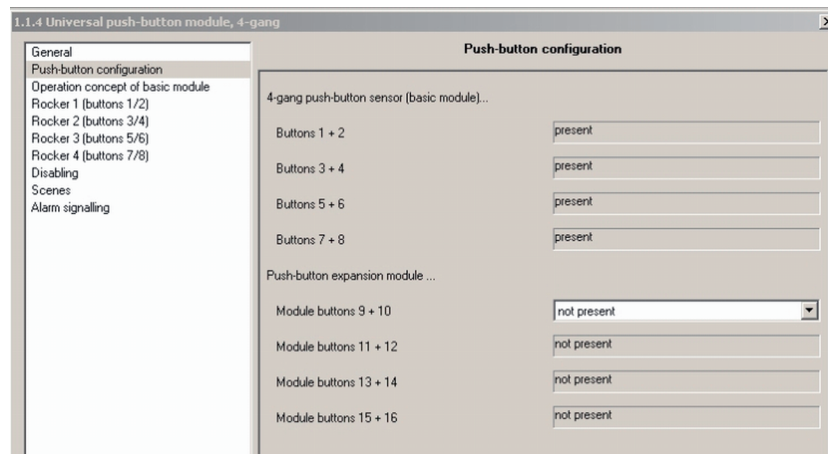 1.1.4 Universal push-button module, 4-gang
General
Push-button configuration
Operation concept of basic module
Rocker 1 (buttons 1/2)
Rocker 2 (buttons 3/4)
Rocker 3 (buttons 5/6)
Rocker 4 (buttons 7/8)
Disabling
Scenes
Alarm signalling
Push-button configuration
4-gang push-button sensor (basic module)...
Buttons 1 + 2 present
Buttons 3 + 4 present
Buttons 5 + 6 present
Buttons 7 + 8 present
Push-button expansion module ...
Module buttons 9 + 10 not present
Module buttons 11 + 12 not present
Module buttons 13 + 14 not present
Module buttons 15 + 16 not present